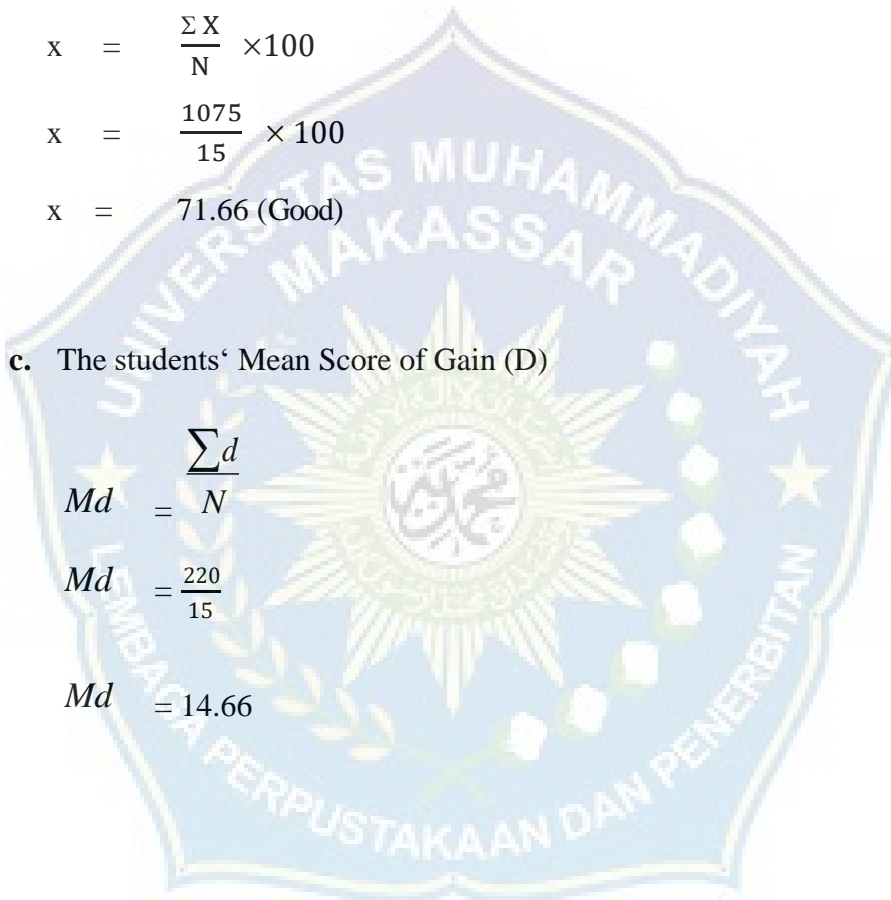 x = Σ X / N ×100
x = 1075 / 15 × 100
x = 71.66 (Good)
c. The students‘ Mean Score of Gain (D)
Md = ∑d / N
Md = 220 / 15
Md = 14.66
UNIVERSITAS MUHAMMADIYAH
MAKASSAR
LEMBAGA PERPUSTAKAAN DAN PENERBITAN